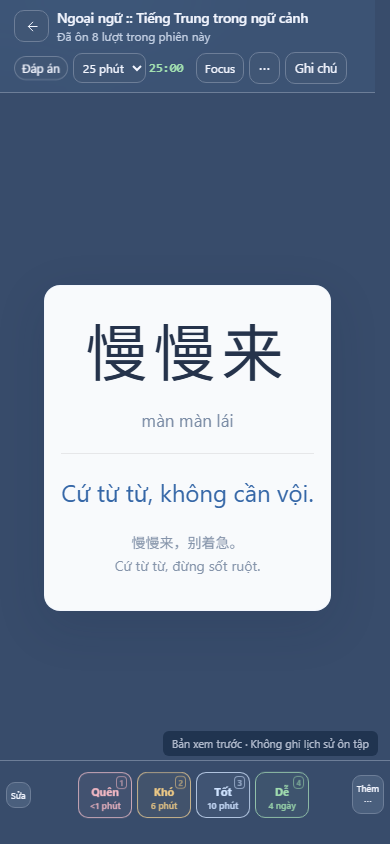 ←
Ngoại ngữ :: Tiếng Trung trong ngữ cảnh
Đã ôn 8 lượt trong phiên này
Đáp án
25 phút
25:00
Focus
...
Ghi chú
慢慢来
màn màn lái
Cứ từ từ, không cần vội.
慢慢来，别着急。
Cứ từ từ, đừng sốt ruột.
Bản xem trước · Không ghi lịch sử ôn tập
Sửa
Quên 1
<1 phút
Khó 2
6 phút
Tốt 3
10 phút
Dễ 4
4 ngày
Thêm
...